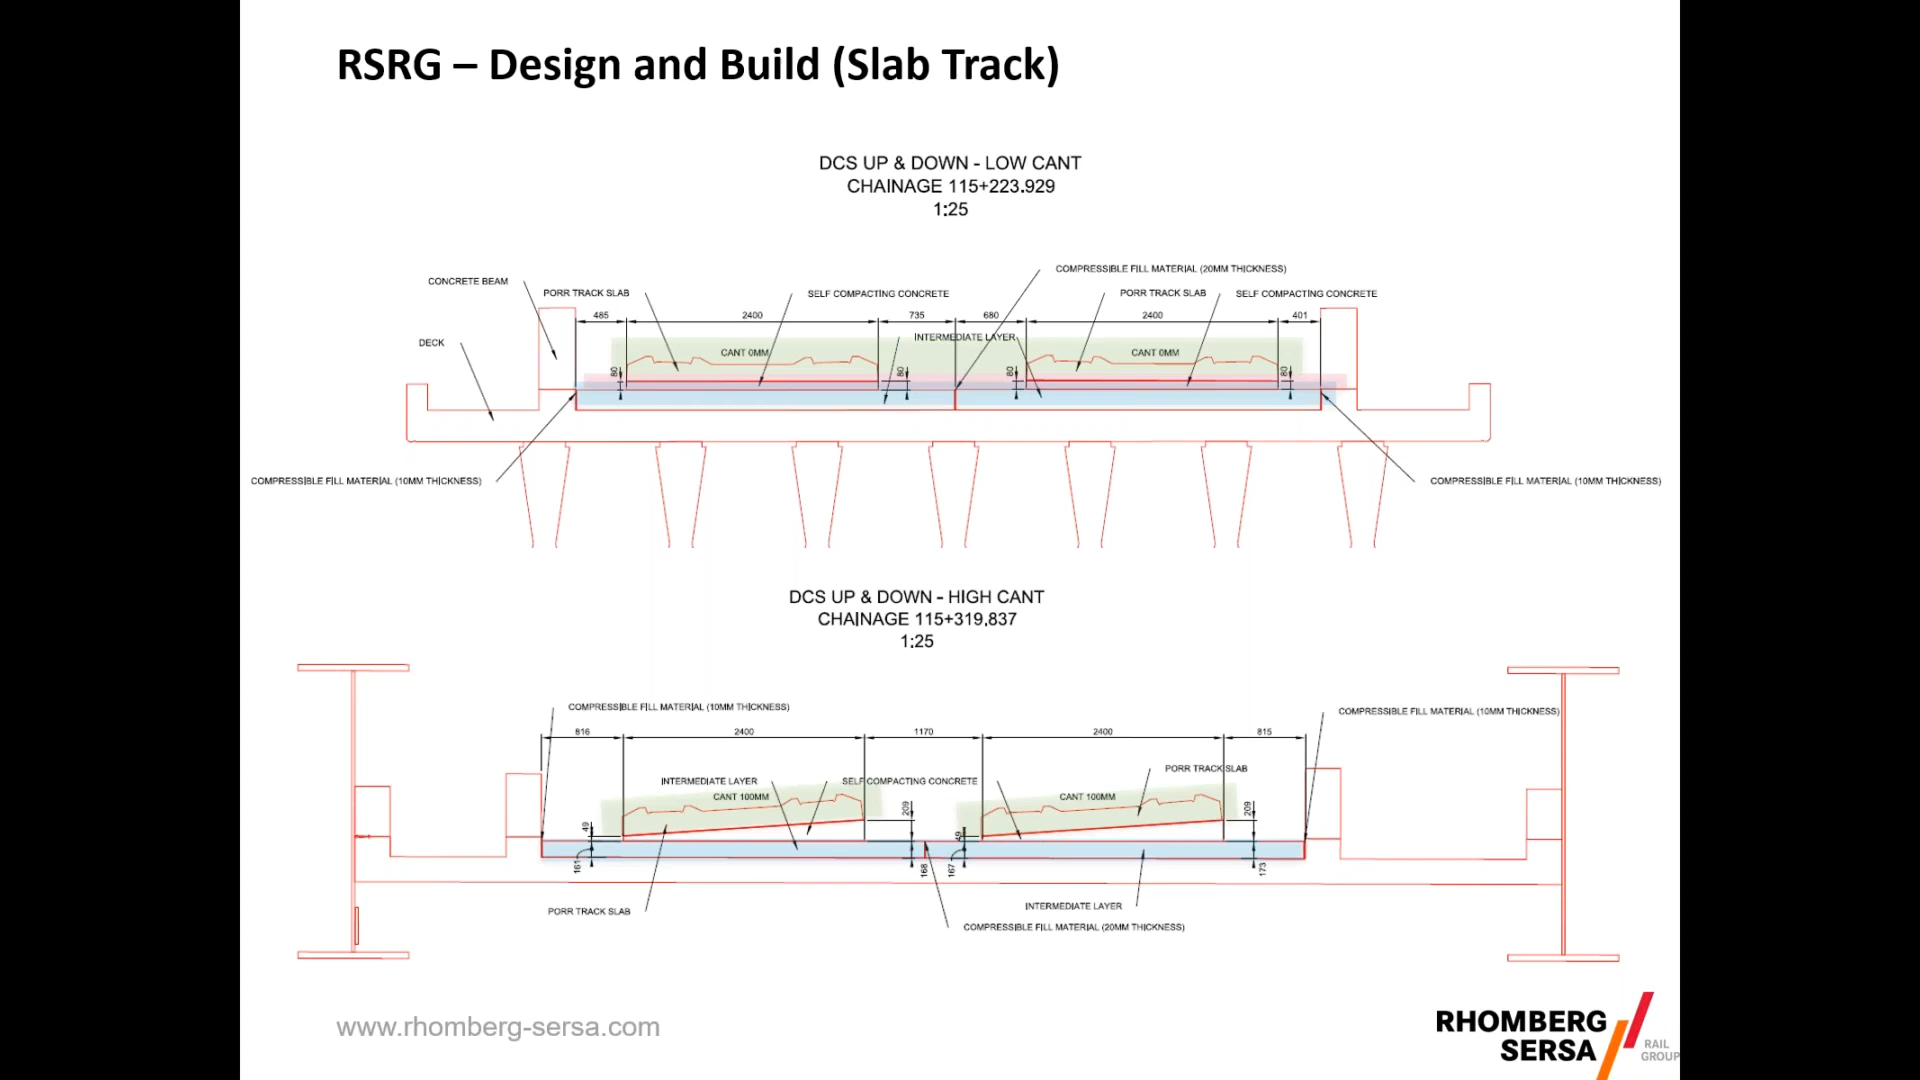 RSRG – Design and Build (Slab Track)
DCS UP & DOWN - LOW CANT
CHAINAGE 115+223.929
1:25
COMPRESSIBLE FILL MATERIAL (20MM THICKNESS)
CONCRETE BEAM
PORR TRACK SLAB
SELF COMPACTING CONCRETE
PORR TRACK SLAB
SELF COMPACTING CONCRETE
485
2400
735
680
2400
401
DECK
INTERMEDIATE LAYER
CANT 0MM
CANT 0MM
80
80
80
80
COMPRESSIBLE FILL MATERIAL (10MM THICKNESS)
COMPRESSIBLE FILL MATERIAL (10MM THICKNESS)
DCS UP & DOWN - HIGH CANT
CHAINAGE 115+319.837
1:25
COMPRESSIBLE FILL MATERIAL (10MM THICKNESS)
COMPRESSIBLE FILL MATERIAL (10MM THICKNESS)
816
2400
1170
2400
815
PORR TRACK SLAB
INTERMEDIATE LAYER
SELF COMPACTING CONCRETE
CANT 100MM
CANT 100MM
209
209
49
49
161
168
167
173
PORR TRACK SLAB
INTERMEDIATE LAYER
COMPRESSIBLE FILL MATERIAL (20MM THICKNESS)
www.rhomberg-sersa.com
RHOMBERG
SERSA
RAIL
GROUP